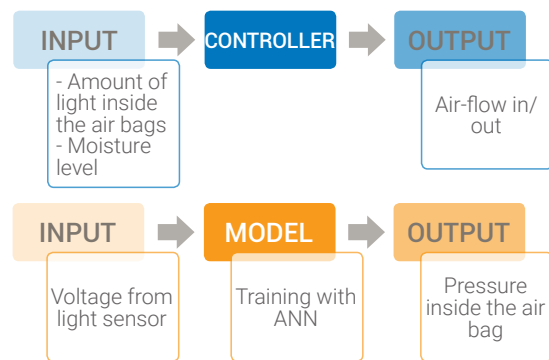 INPUT
CONTROLLER
OUTPUT
- Amount of
light inside
the air bags
- Moisture
level
Air-flow in/
out
INPUT
MODEL
OUTPUT
Voltage from
light sensor
Training with
ANN
Pressure
inside the air
bag